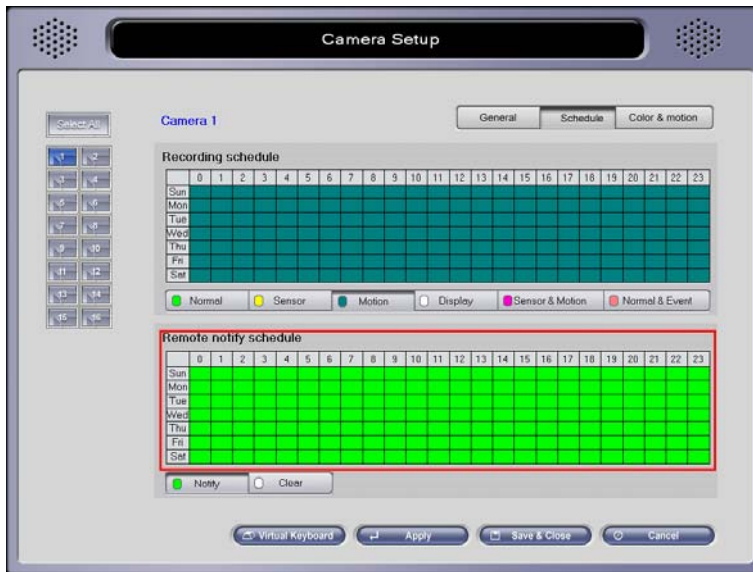 Camera Setup
Select All
Camera 1
General Schedule Color & motion
1 2
3 4
5 6
7 8
9 10
11 12
13 14
15 16
Recording schedule
0 1 2 3 4 5 6 7 8 9 10 11 12 13 14 15 16 17 18 19 20 21 22 23
Sun
Mon
Tue
Wed
Thu
Fri
Sat
Normal Sensor Motion Display Sensor & Motion Normal & Event
Remote notify schedule
0 1 2 3 4 5 6 7 8 9 10 11 12 13 14 15 16 17 18 19 20 21 22 23
Sun
Mon
Tue
Wed
Thu
Fri
Sat
Notify Clear
Virtual Keyboard Apply Save & Close Cancel